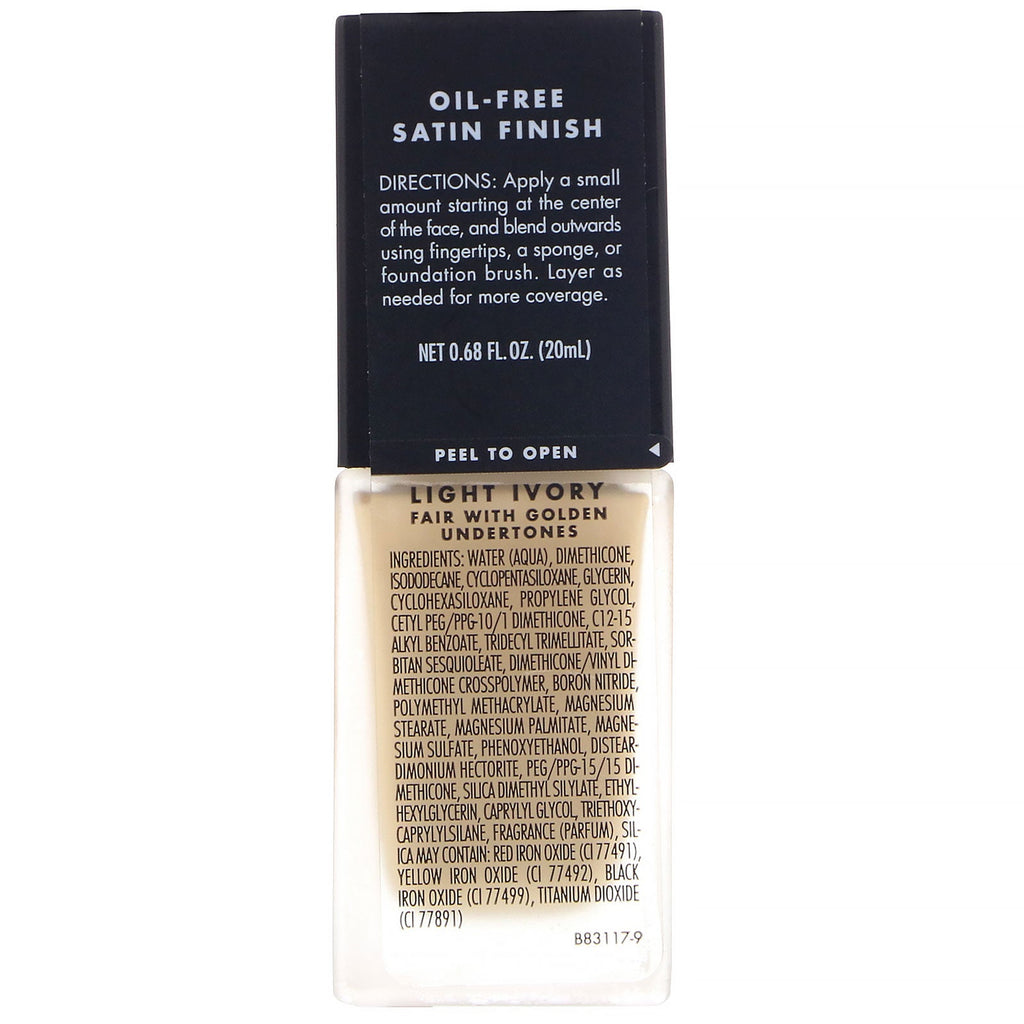 OIL-FREE
SATIN FINISH
DIRECTIONS: Apply a small
amount starting at the center
of the face, and blend outwards
using fingertips, a sponge, or
foundation brush. Layer as
needed for more coverage.
NET 0.68 FL.OZ. (20mL)
PEEL TO OPEN
LIGHT IVORY
FAIR WITH GOLDEN
UNDERTONES
INGREDIENTS: WATER (AQUA), DIMETHICONE,
ISODODECANE, CYCLOPENTASILOXANE, GLYCERIN,
CYCLOHEXASILOXANE, PROPYLENE GLYCOL,
CETYL PEG/PPG-10/1 DIMETHICONE, C12-15
ALKYL BENZOATE, TRIDECYL TRIMELLITATE, SOR-
BITAN SESQUIOLEATE, DIMETHICONE/VINYL DI-
METHICONE CROSSPOLYMER, BORON NITRIDE,
POLYMETHYL METHACRYLATE, MAGNESIUM
STEARATE, MAGNESIUM PALMITATE, MAGNE-
SIUM SULFATE, PHENOXYETHANOL, DISTEAR-
DIMONIUM HECTORITE, PEG/PPG-15/15 DI-
METHICONE, SILICA DIMETHYL SILYLATE, ETHYL-
HEXYLGLYCERIN, CAPRYLYL GLYCOL, TRIETHOXY-
CAPRYLYLSILANE, FRAGRANCE (PARFUM), SIL-
ICA MAY CONTAIN: RED IRON OXIDE (CI 77491),
YELLOW IRON OXIDE (CI 77492), BLACK
IRON OXIDE (CI 77499), TITANIUM DIOXIDE
(CI 77891)
B83117-9